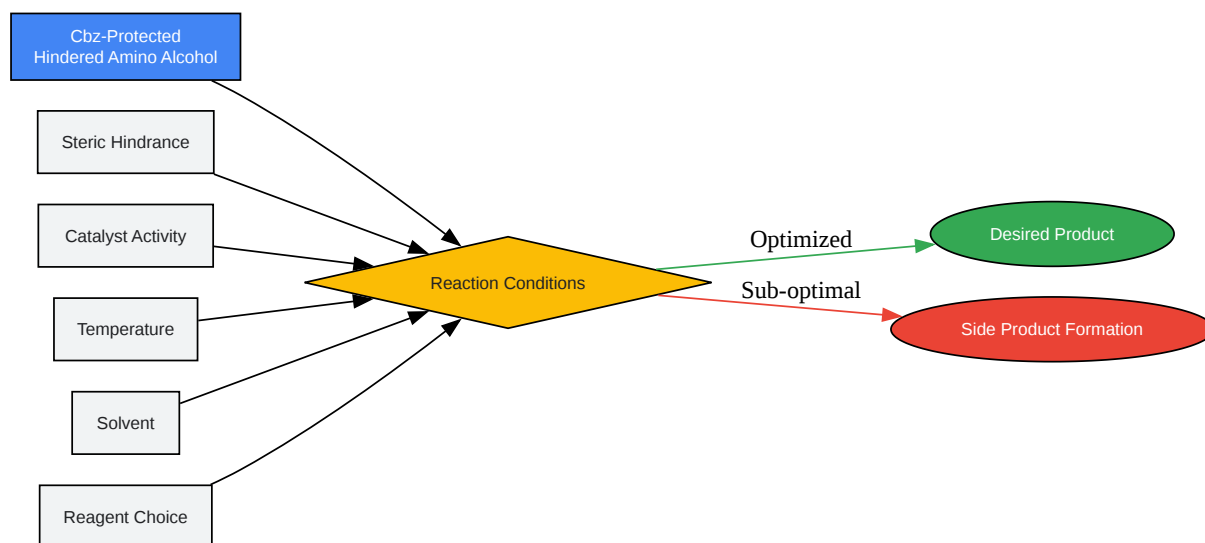 Cbz-Protected
Hindered Amino Alcohol
Steric Hindrance
Catalyst Activity
Temperature
Solvent
Reagent Choice
Reaction Conditions
Optimized
Sub-optimal
Desired Product
Side Product Formation